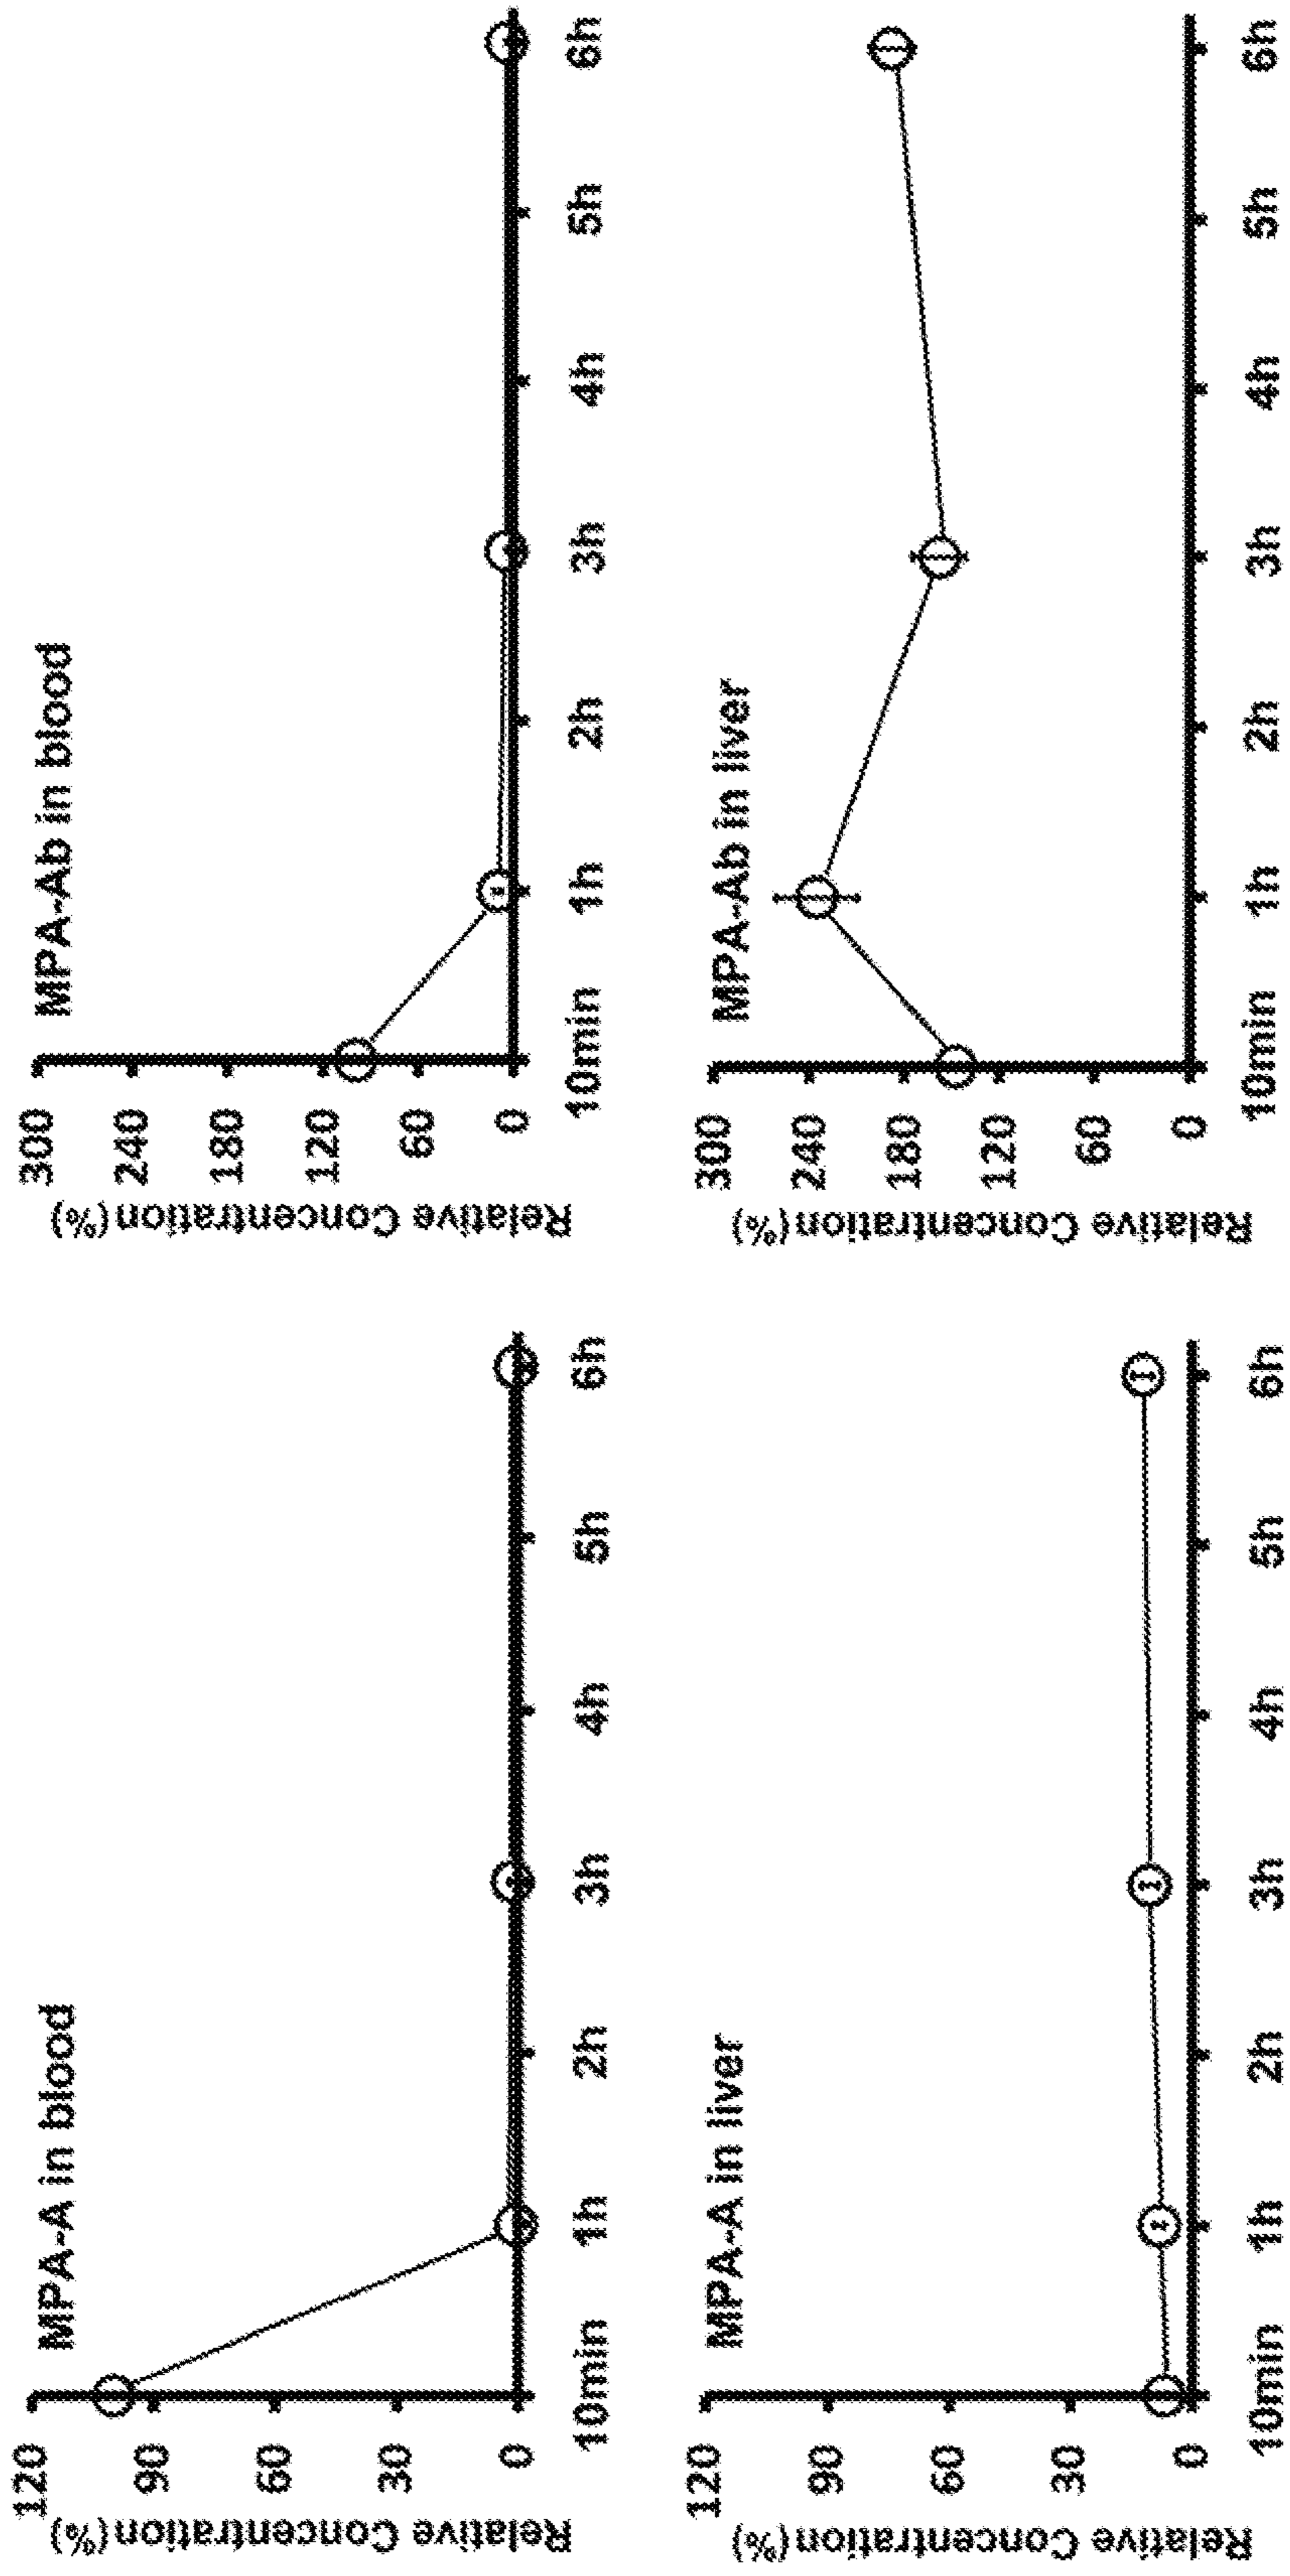 MPA-A in blood
Relative Concentration (%)
120
90
60
30
0
10min 1h 2h 3h 4h 5h 6h
MPA-Ab in blood
Relative Concentration (%)
300
240
180
120
60
0
10min 1h 2h 3h 4h 5h 6h
MPA-A in liver
Relative Concentration (%)
120
90
60
30
0
10min 1h 2h 3h 4h 5h 6h
MPA-Ab in liver
Relative Concentration (%)
300
240
180
120
60
0
10min 1h 2h 3h 4h 5h 6h